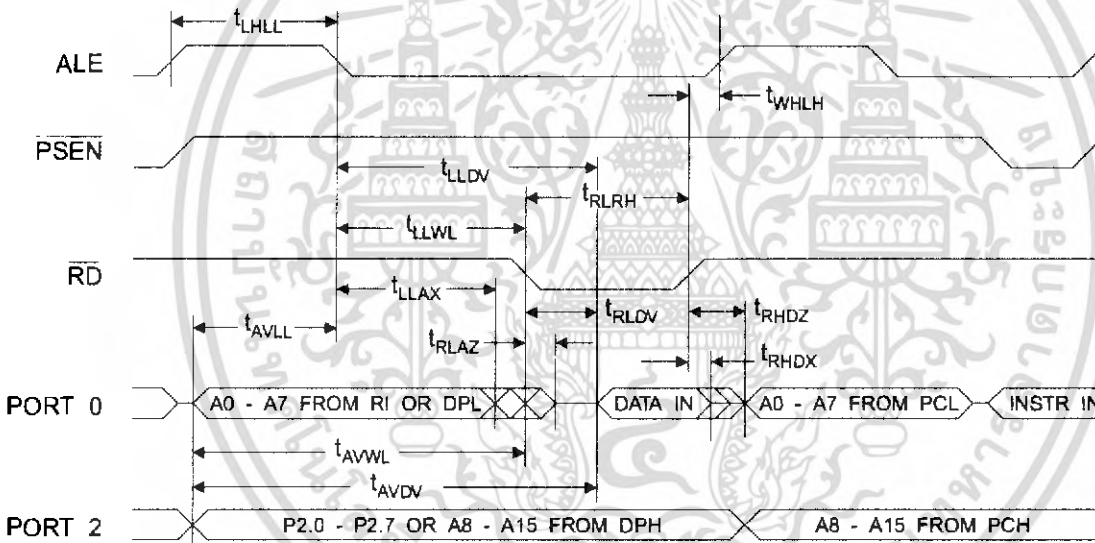 tLHLL
ALE
tWHLH
PSEN
tLLDV
tRLRH
tLLWL
RD
tLLAX
tRLDV
tRHDZ
tAVLL
tRLAZ
tRHDX
PORT 0
A0 - A7 FROM RI OR DPL
DATA IN
A0 - A7 FROM PCL
INSTR IN
tAVWL
tAVDV
PORT 2
P2.0 - P2.7 OR A8 - A15 FROM DPH
A8 - A15 FROM PCH